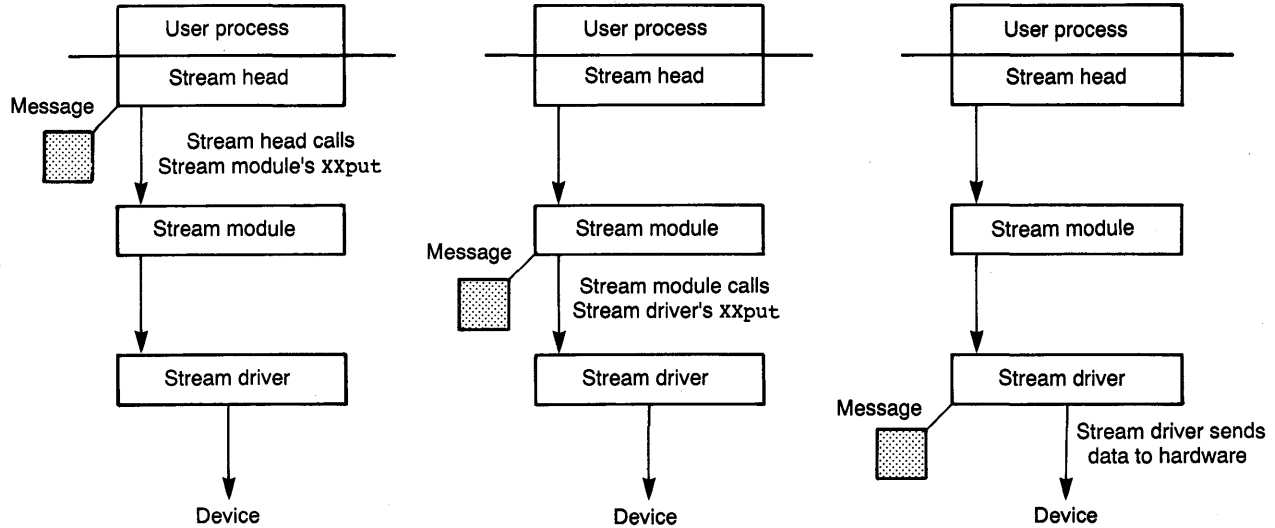 User process
Stream head
Message
Stream head calls
Stream module's XXput
Stream module
Stream driver
Device
User process
Stream head
Stream module
Message
Stream module calls
Stream driver's XXput
Stream driver
Device
User process
Stream head
Stream module
Stream driver
Message
Stream driver sends
data to hardware
Device